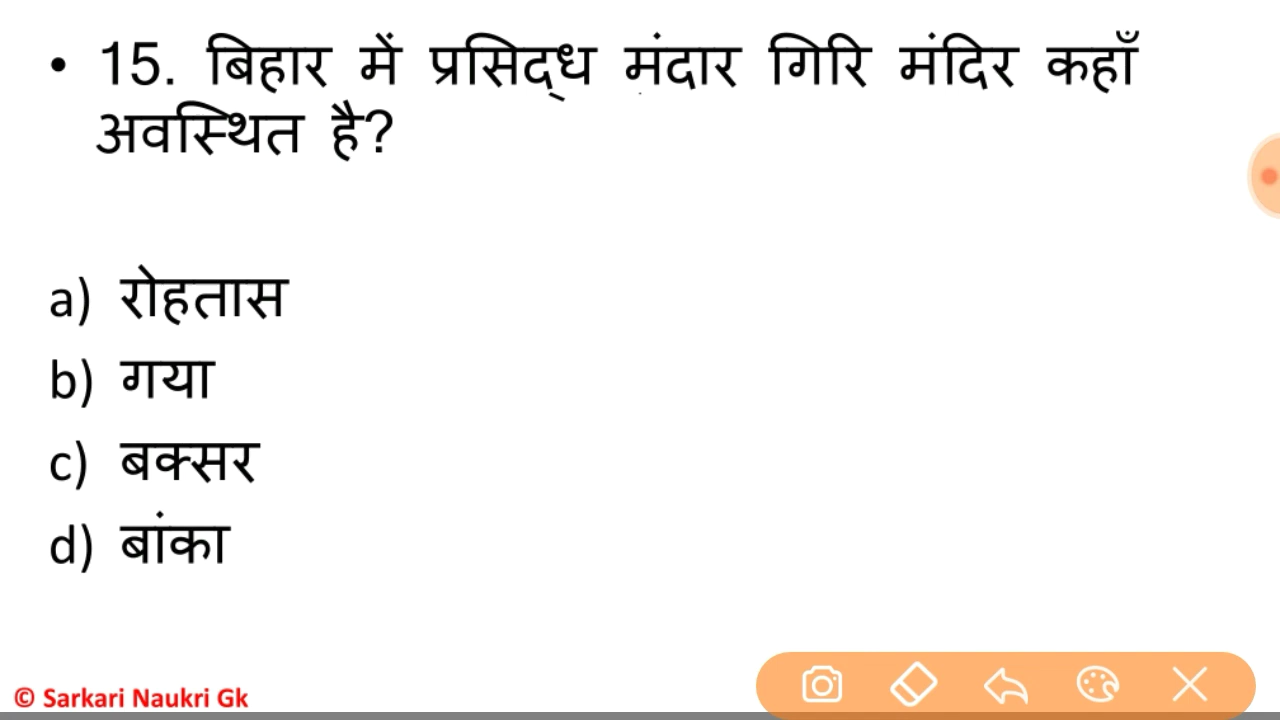 • 15. बिहार में प्रसिद्ध मंदार गिरि मंदिर कहाँ
अवस्थित है?
a) रोहतास
b) गया
c) बक्सर
d) बांका
© Sarkari Naukri Gk